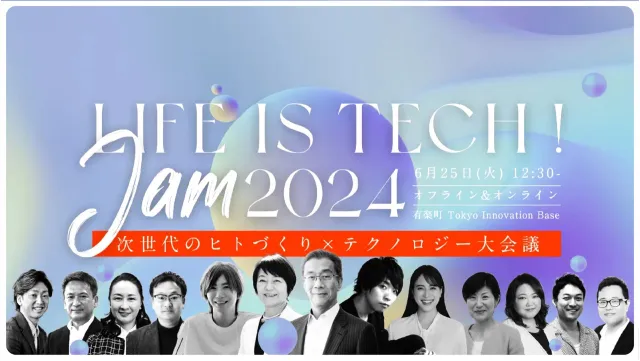 LIFE IS TECH !
Jam 2024
6月25日(火) 12:30-
オフライン&オンライン
有楽町 Tokyo Innovation Base
次世代のヒトづくり×テクノロジー大会議